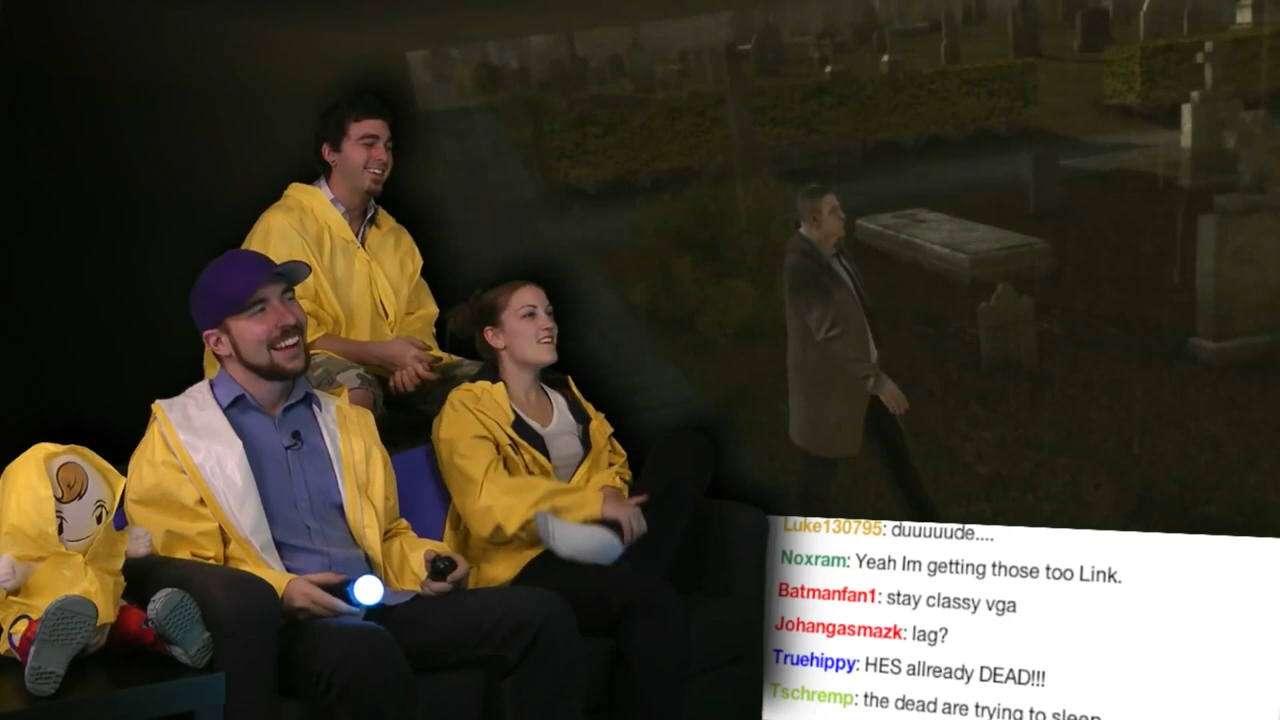 Luke130795: duuuuude....
Noxram: Yeah Im getting those too Link.
Batmanfan1: stay classy vga
Johangasmazk: lag?
Truehippy: HES allready DEAD!!!
Tschremp: the dead are trying to sleep